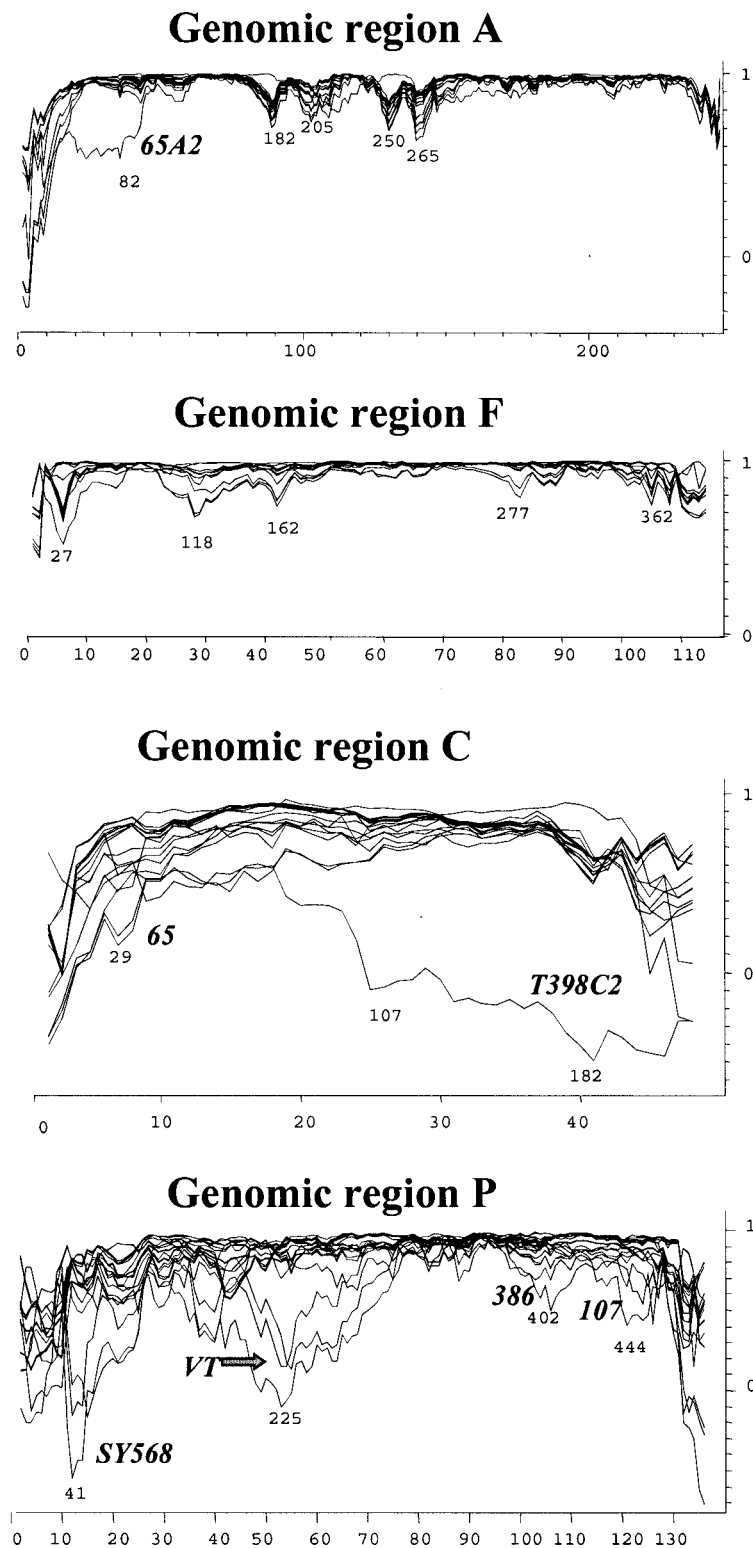 Genomic region A
1
65A2
182
205
250
265
82
0
0 100 200
Genomic region F
1
27
118
162
277
362
0
0 10 20 30 40 50 60 70 80 90 100 110
Genomic region C
1
65
29
0
T398C2
107
182
0 10 20 30 40
Genomic region P
1
386
107
402
444
VT
0
225
SY568
41
0 10 20 30 40 50 60 70 80 90 100 110 120 130